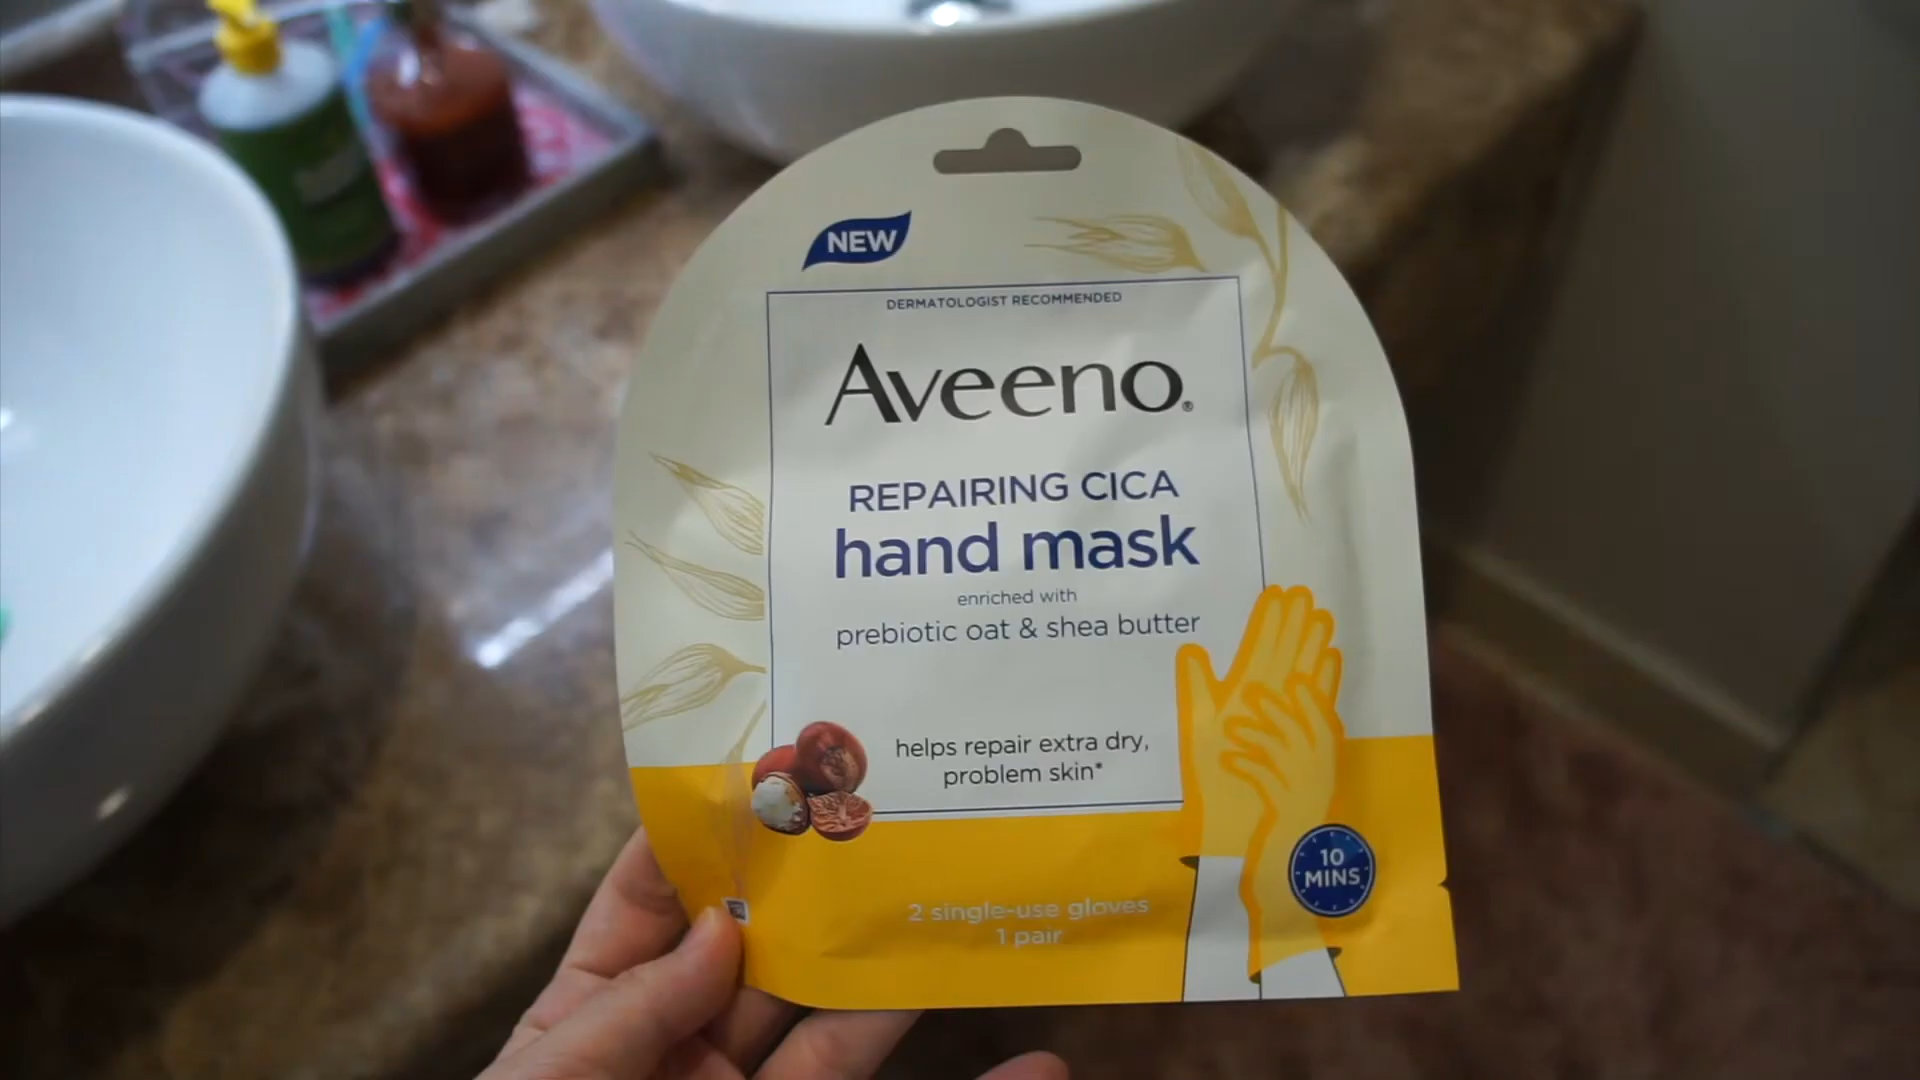 NEW
DERMATOLOGIST RECOMMENDED
Aveeno®
REPAIRING CICA
hand mask
enriched with
prebiotic oat & shea butter
helps repair extra dry,
problem skin*
10
MINS
2 single-use gloves
1 pair